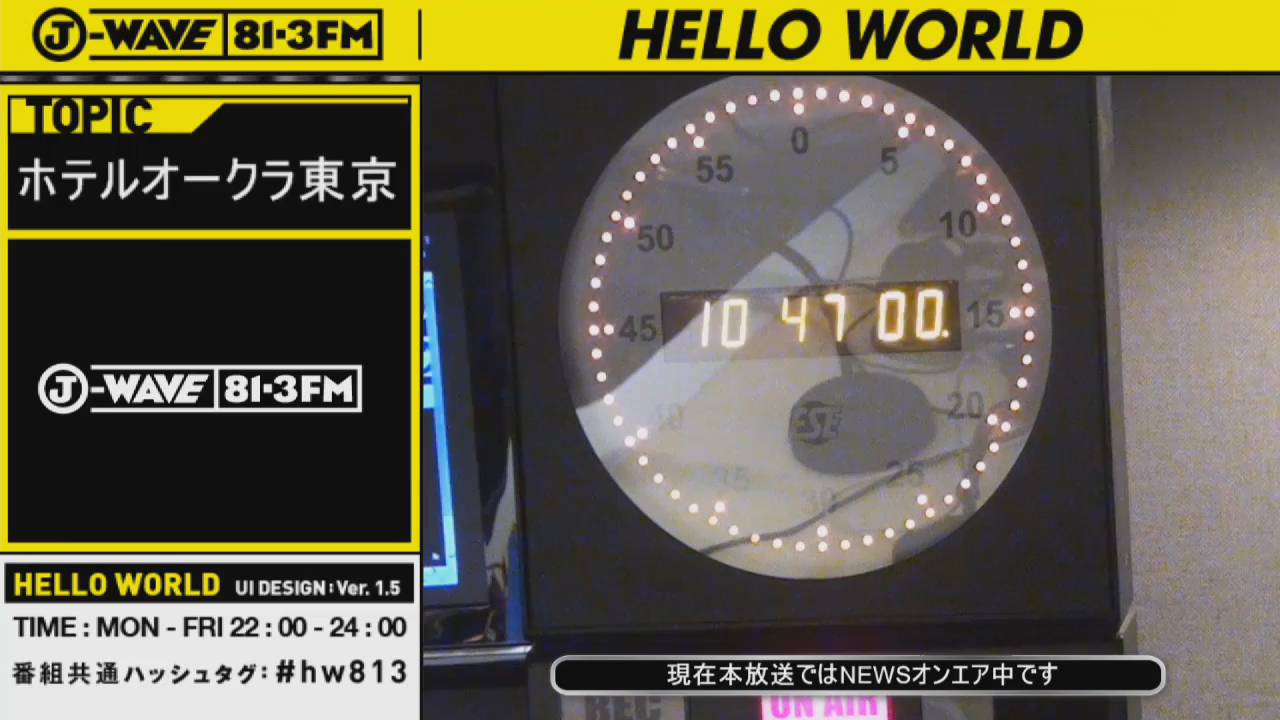 J-WAVE 81.3FM
HELLO WORLD
TOPIC
ホテルオークラ東京
J-WAVE 81.3FM
HELLO WORLD UI DESIGN:Ver. 1.5
TIME : MON - FRI 22 : 00 - 24 : 00
番組共通ハッシュタグ: #hw813
0
55
5
50
10
45
10 47 00.
15
40
20
ESE
35
25
30
現在本放送ではNEWSオンエア中です
REC
ON AIR